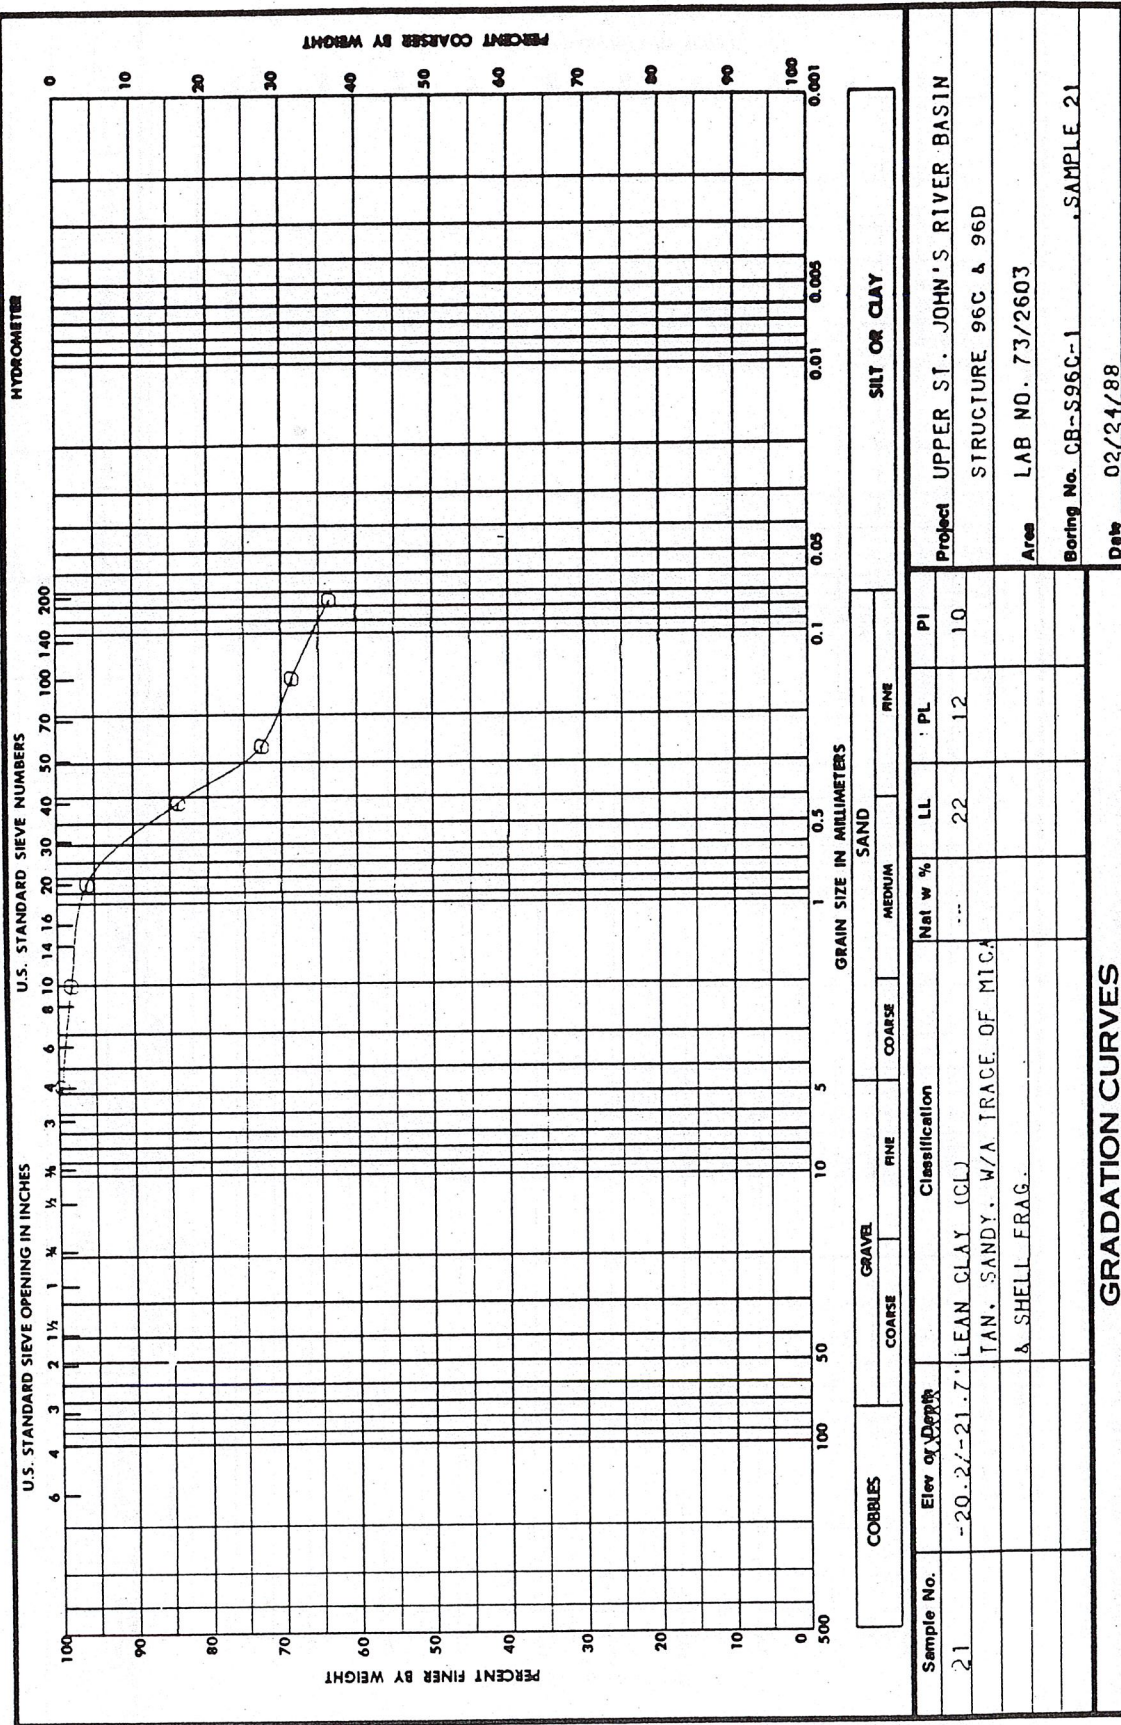 U.S. STANDARD SIEVE OPENING IN INCHES
U.S. STANDARD SIEVE NUMBERS
HYDROMETER
6 4 3 2 1½ 1 ¾ ½ ⅜ 3 4 6 8 10 14 16 20 30 40 50 70 100 140 200
PERCENT FINER BY WEIGHT
100
90
80
70
60
50
40
30
20
10
0
PERCENT COARSER BY WEIGHT
0
10
20
30
40
50
60
70
80
90
100
500 100 50 10 5 1 0.5 0.1 0.05 0.01 0.005 0.001
GRAIN SIZE IN MILLIMETERS
COBBLES
GRAVEL
COARSE FINE
SAND
COARSE MEDIUM FINE
SILT OR CLAY
Sample No. Elev or Depth Classification Nat w % LL PL PI
21 -20.2/-21.7' LEAN CLAY (CL) --- 22 12 10
TAN, SANDY, W/A TRACE OF MICA
& SHELL FRAG.
Project UPPER ST. JOHN'S RIVER BASIN
STRUCTURE 96C & 96D
Area LAB NO. 73/2603
Boring No. CB-S96C-1 ,SAMPLE 21
Date 02/24/88
GRADATION CURVES